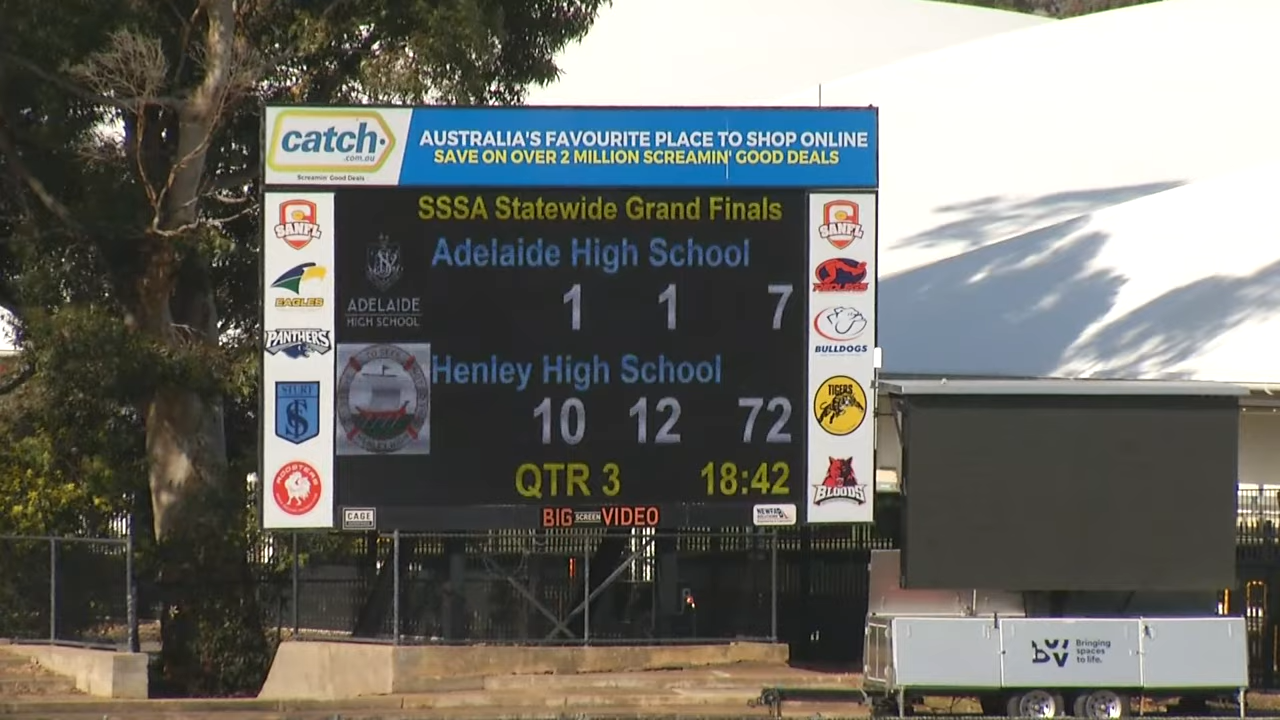 catch.com.au
Screamin' Good Deals
AUSTRALIA'S FAVOURITE PLACE TO SHOP ONLINE
SAVE ON OVER 2 MILLION SCREAMIN' GOOD DEALS
SSSA Statewide Grand Finals
Adelaide High School
1 1 7
ADELAIDE
HIGH SCHOOL
Henley High School
10 12 72
QTR 3 18:42
CAGE
BIG SCREEN VIDEO
SANFL
EAGLES
PANTHERS
STURT
ROOSTERS
SANFL
REDLEGS
BULLDOGS
TIGERS
BLOODS
Bringing
spaces
to life.